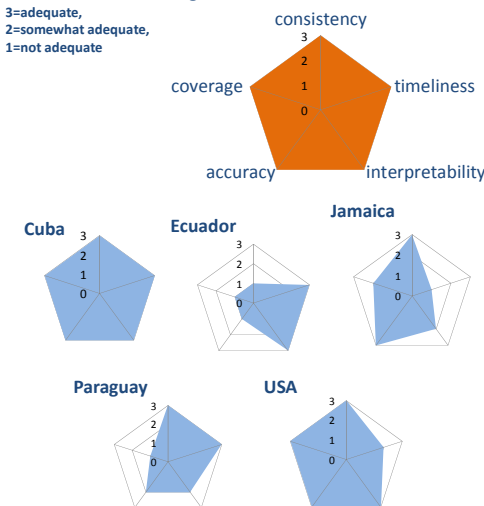 3=adequate,
2=somewhat adequate,
1=not adequate
consistency
3
2
1
0
coverage
timeliness
accuracy
interpretability
Cuba
3
2
1
0
Ecuador
3
2
1
0
Jamaica
3
2
1
0
Paraguay
3
2
1
0
USA
3
2
1
0